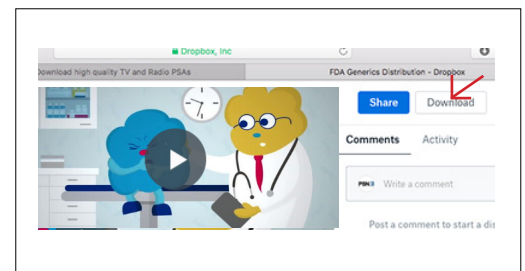 Dropbox, Inc
Download high quality TV and Radio PSAs
FDA Generics Distribution - Dropbox
Share Download
Comments Activity
PSN3 Write a comment
Post a comment to start a dis